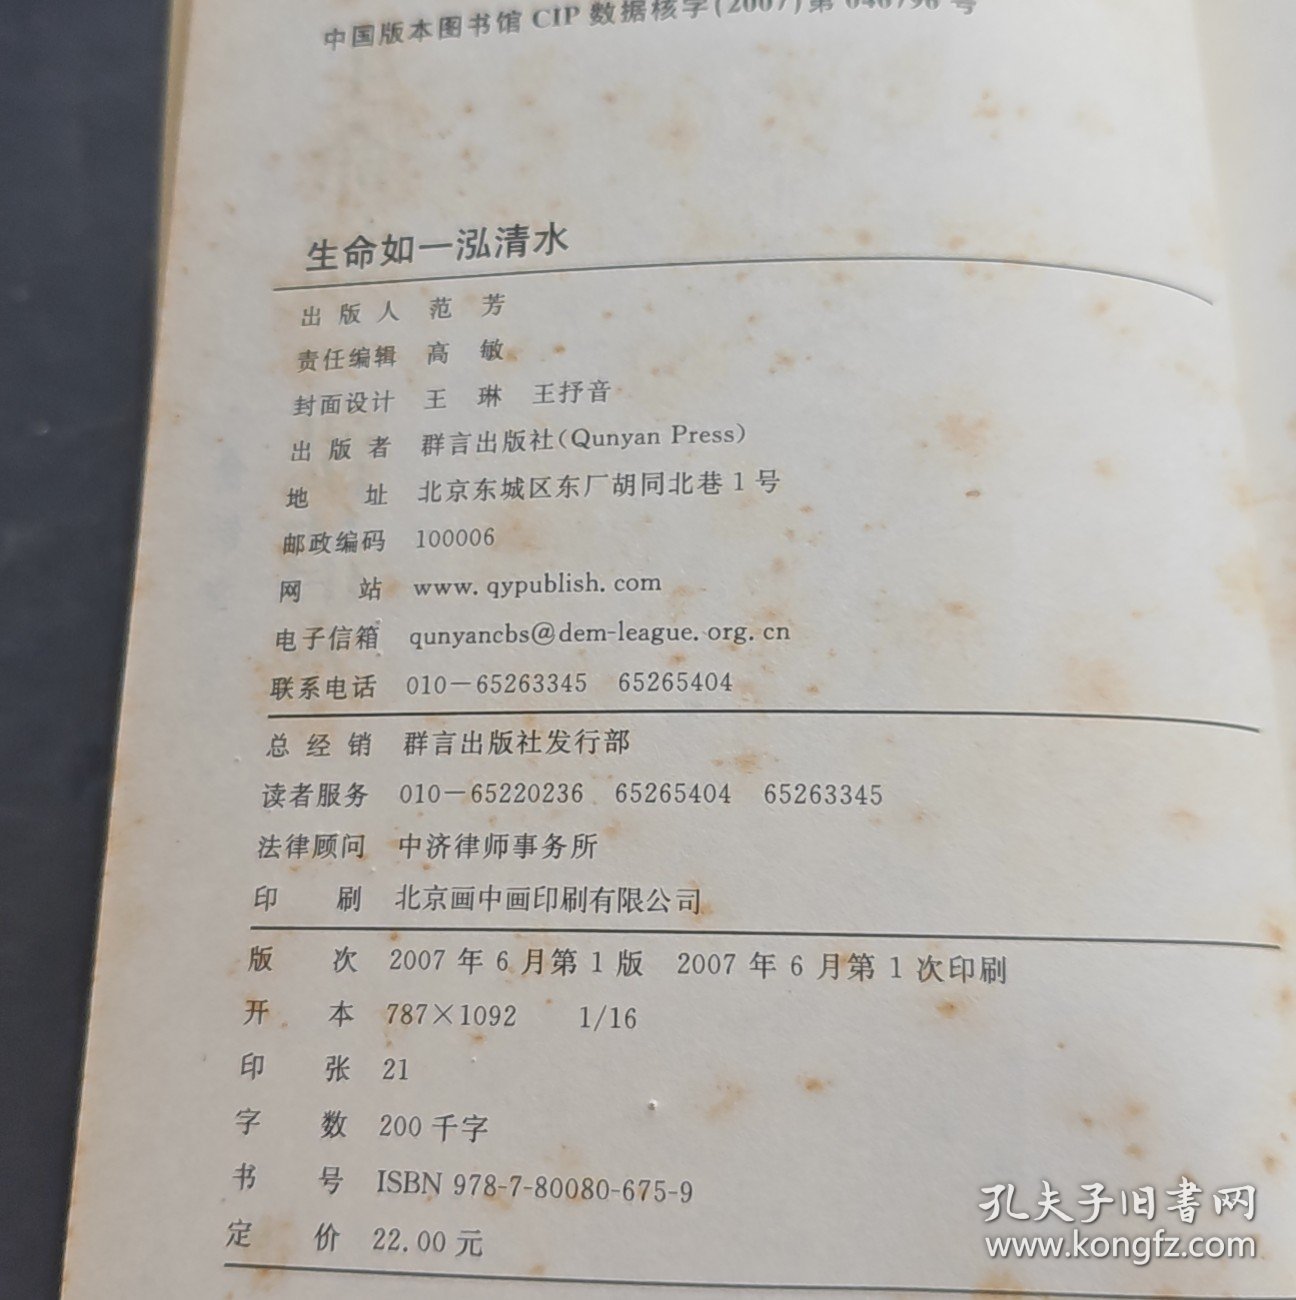 中国版本图书馆 CIP 数据核字(2007)第 046796 号
生命如一泓清水
出 版 人 范 芳
责任编辑 高 敏
封面设计 王 琳 王抒音
出 版 者 群言出版社(Qunyan Press)
地 址 北京东城区东厂胡同北巷 1 号
邮政编码 100006
网 站 www. qypublish. com
电子信箱 qunyancbs@dem-league. org. cn
联系电话 010-65263345 65265404
总 经 销 群言出版社发行部
读者服务 010-65220236 65265404 65263345
法律顾问 中济律师事务所
印 刷 北京画中画印刷有限公司
版 次 2007 年 6 月第 1 版 2007 年 6 月第 1 次印刷
开 本 787×1092 1/16
印 张 21
字 数 200 千字
书 号 ISBN 978-7-80080-675-9
定 价 22.00 元
孔夫子旧書网
www.kongfz.com